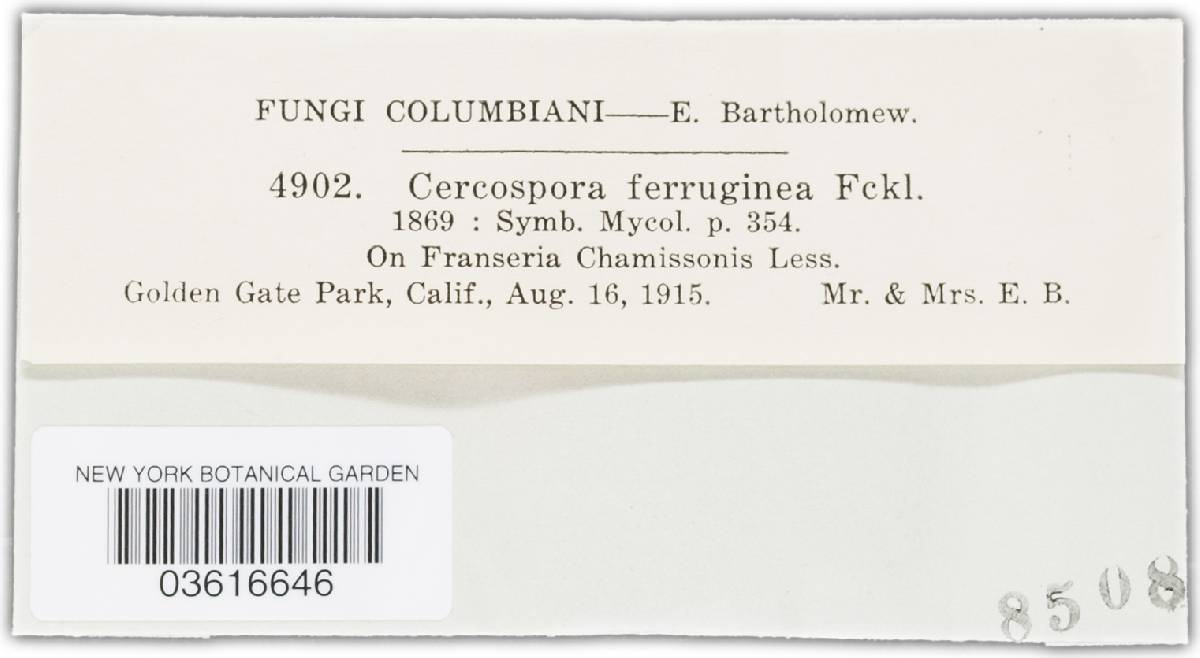 FUNGI COLUMBIANI——E. Bartholomew.
4902. Cercospora ferruginea Fckl.
1869 : Symb. Mycol. p. 354.
On Franseria Chamissonis Less.
Golden Gate Park, Calif., Aug. 16, 1915. Mr. & Mrs. E. B.
NEW YORK BOTANICAL GARDEN
03616646
8508